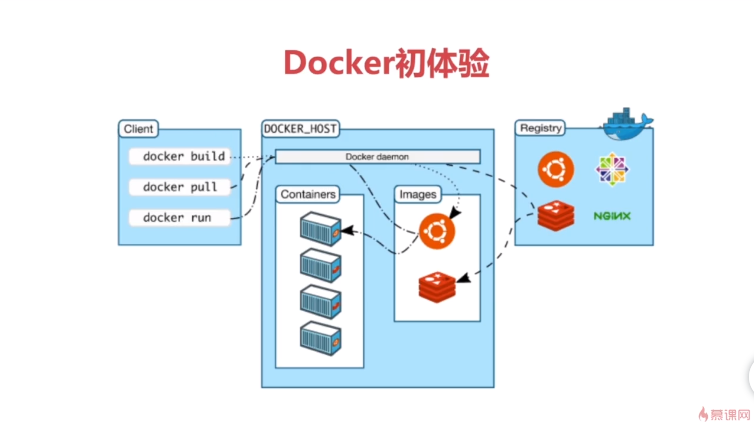 Docker初体验
Client
docker build
docker pull
docker run
DOCKER_HOST
Docker daemon
Containers
Images
Registry
NGINX
慕课网